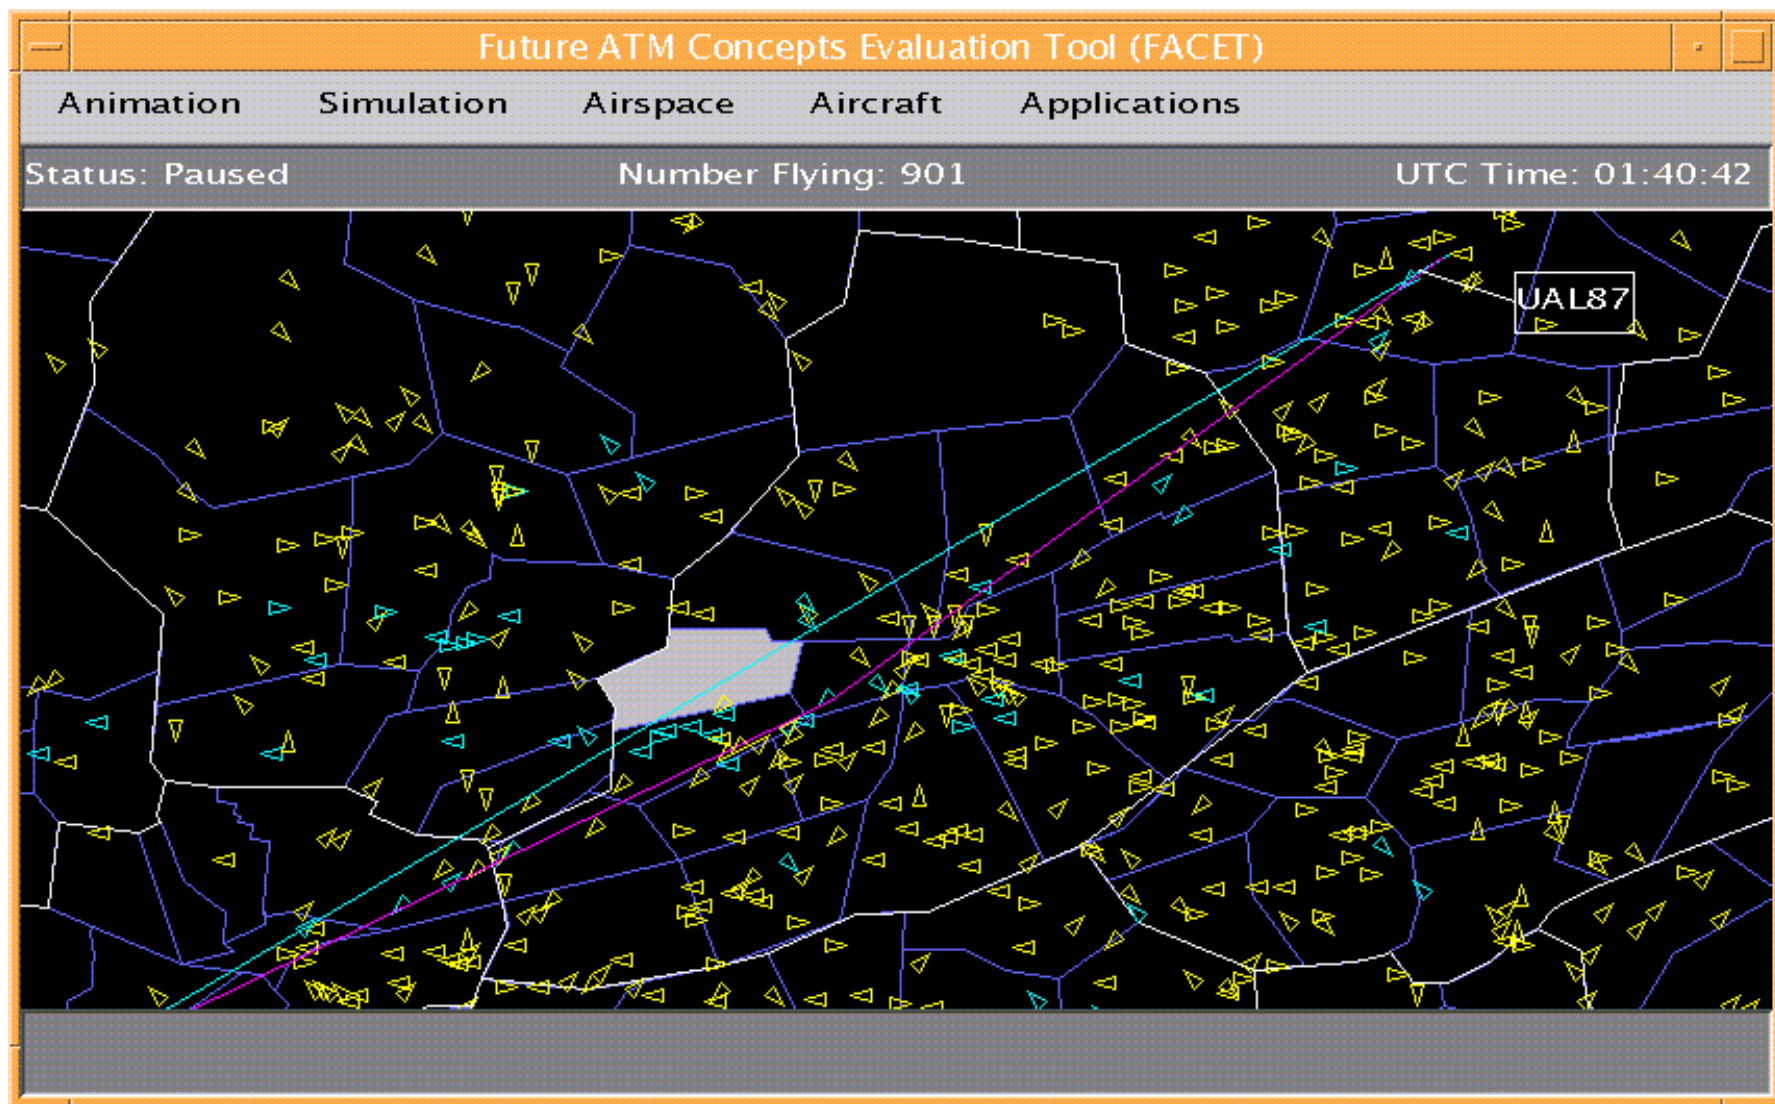 Future ATM Concepts Evaluation Tool (FACET)
Animation Simulation Airspace Aircraft Applications
Status: Paused Number Flying: 901 UTC Time: 01:40:42
UAL87